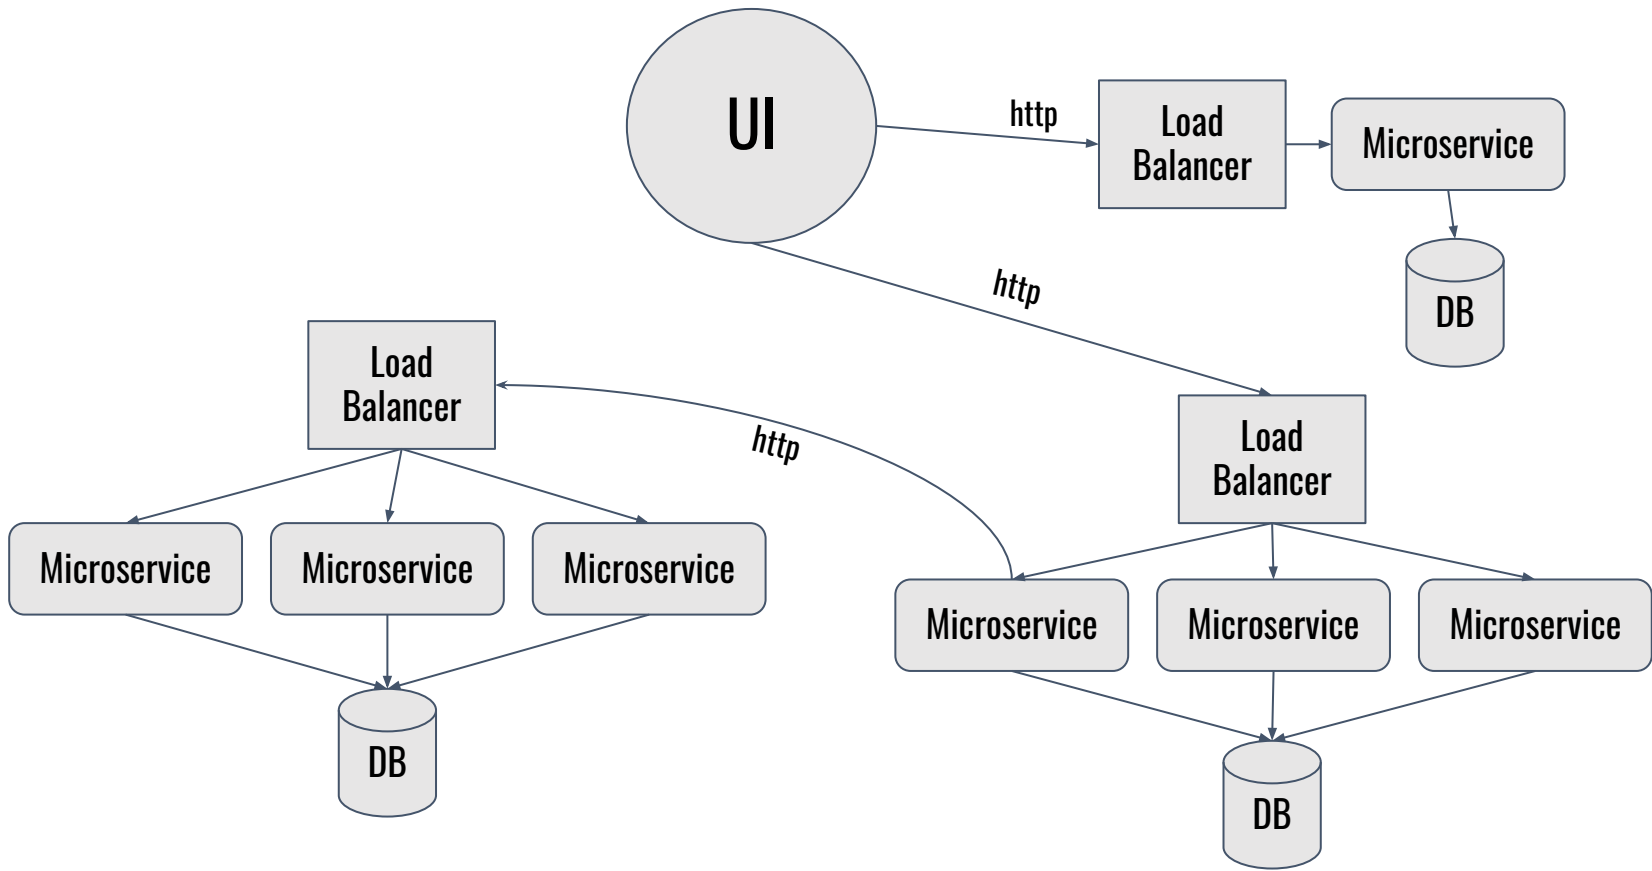 UI
http
Load
Balancer
Microservice
DB
http
Load
Balancer
http
Load
Balancer
Microservice
Microservice
Microservice
DB
Microservice
Microservice
Microservice
DB